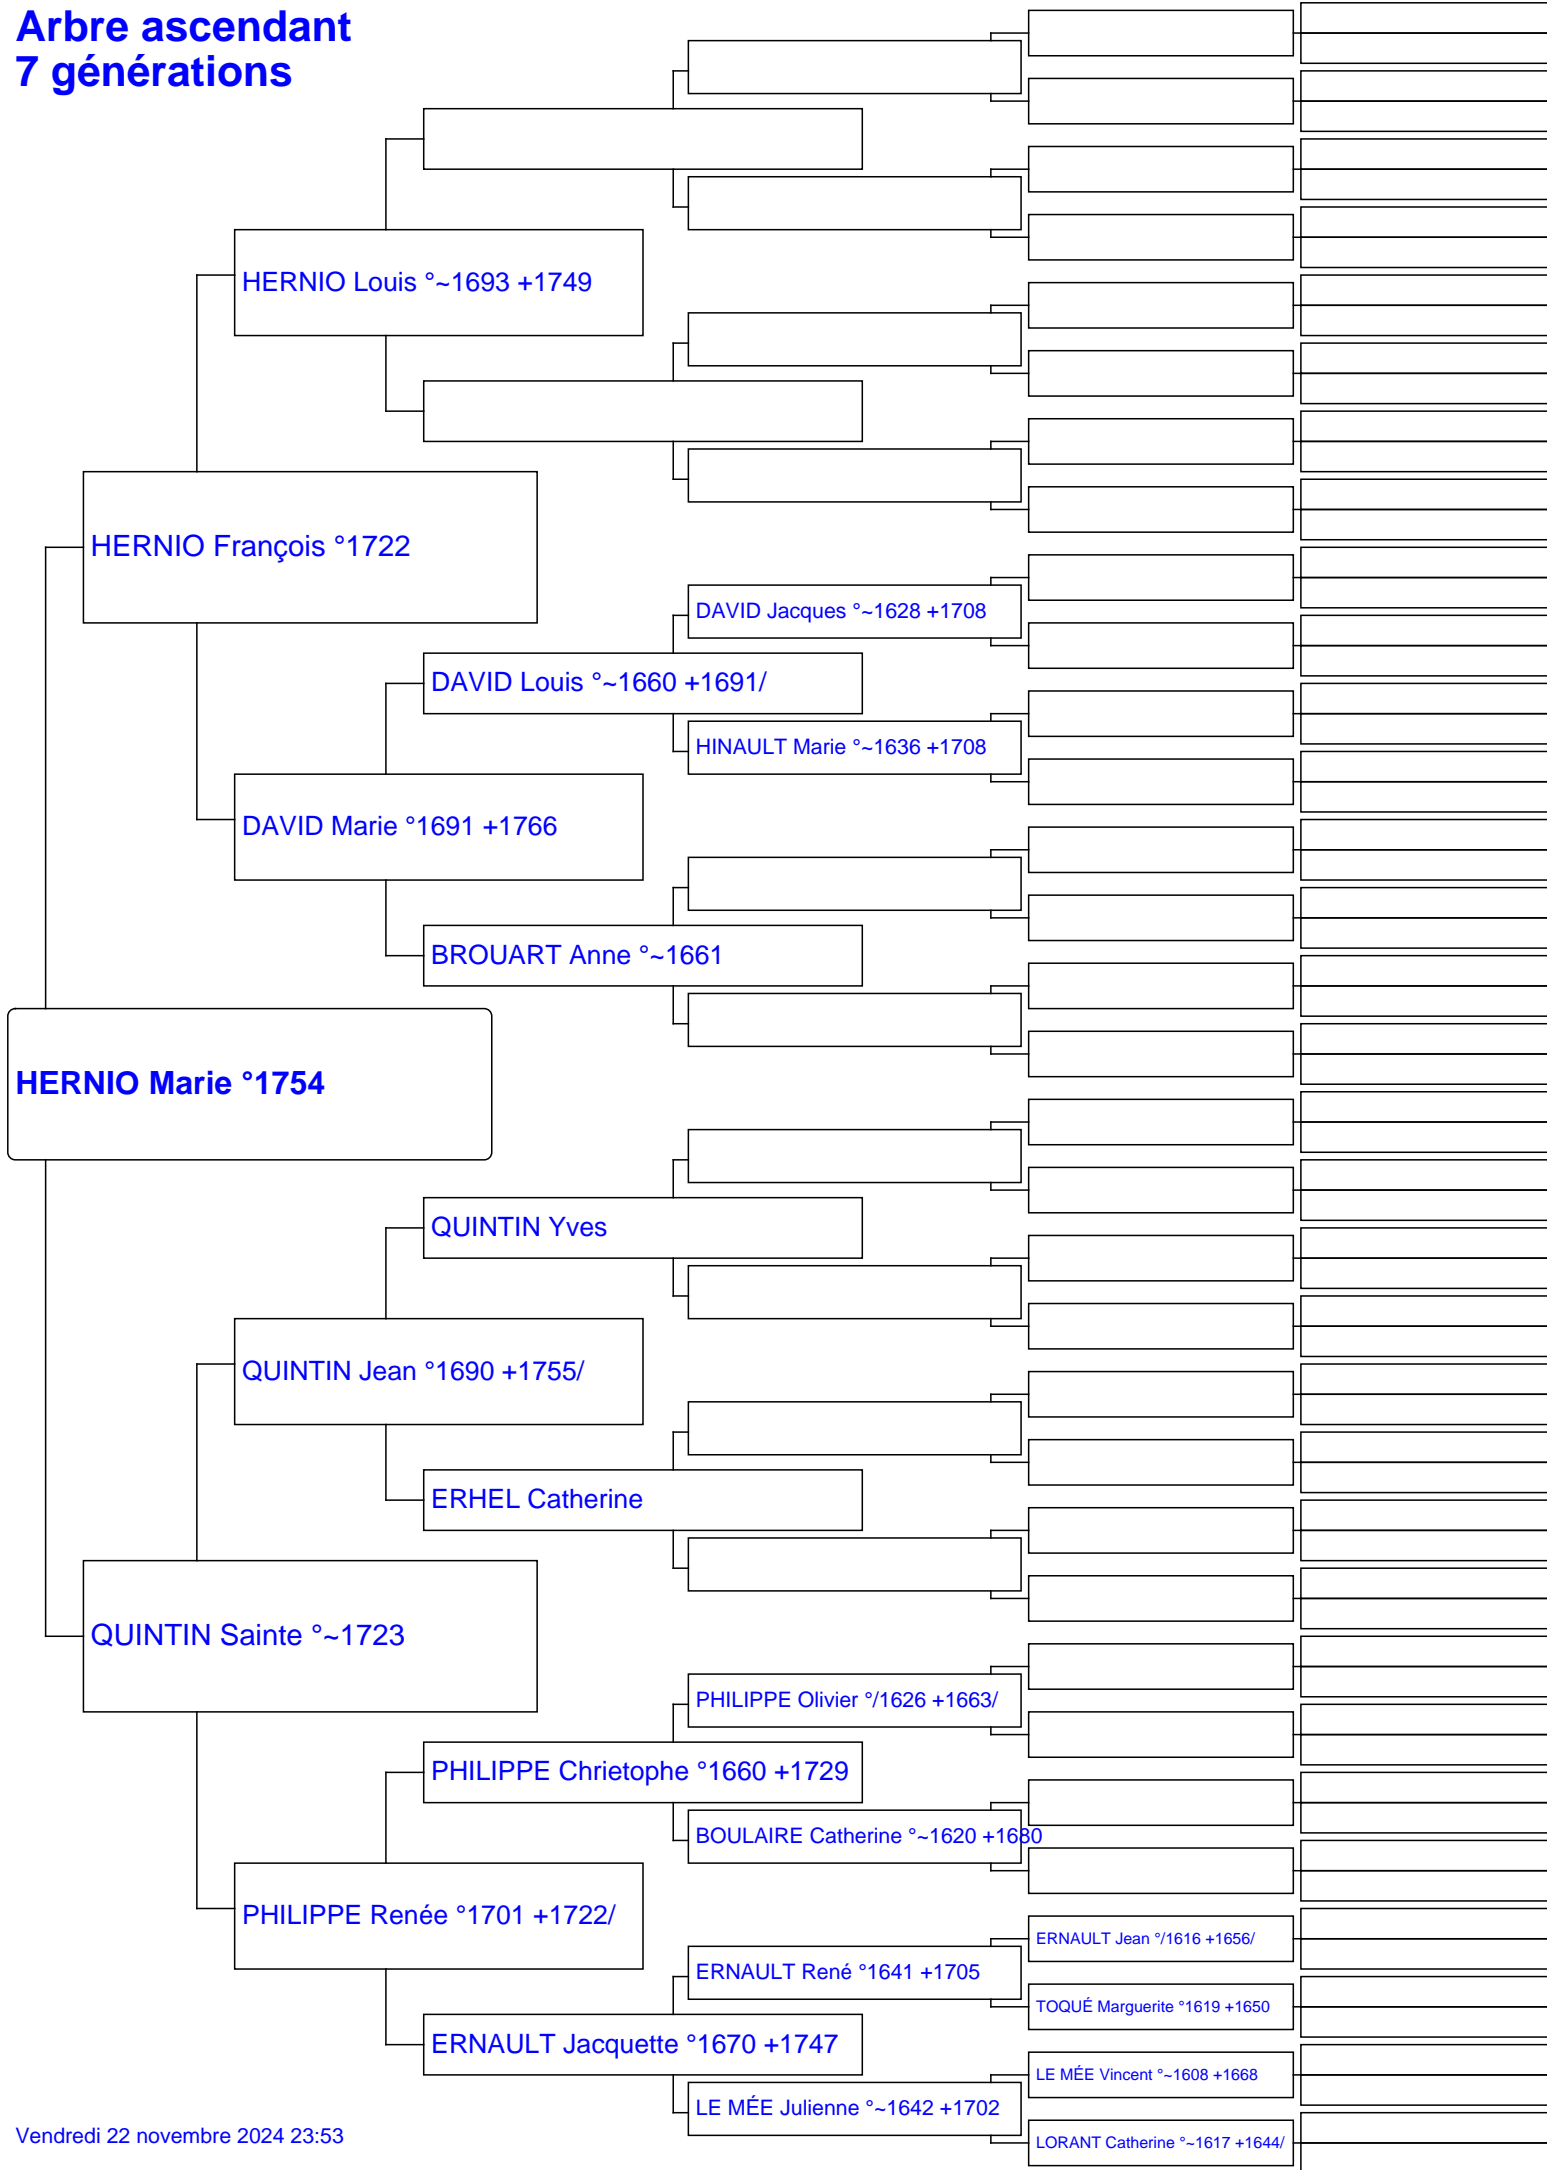 Arbre ascendant
7 générations
HERNIO Louis °~1693 +1749
HERNIO François °1722
DAVID Jacques °~1628 +1708
DAVID Louis °~1660 +1691/
HINAULT Marie °~1636 +1708
DAVID Marie °1691 +1766
BROUART Anne °~1661
HERNIO Marie °1754
QUINTIN Yves
QUINTIN Jean °1690 +1755/
ERHEL Catherine
QUINTIN Sainte °~1723
PHILIPPE Olivier °/1626 +1663/
PHILIPPE Chrietophe °1660 +1729
BOULAIRE Catherine °~1620 +1680
PHILIPPE Renée °1701 +1722/
ERNAULT Jean °/1616 +1656/
ERNAULT René °1641 +1705
TOQUÉ Marguerite °1619 +1650
ERNAULT Jacquette °1670 +1747
LE MÉE Vincent °~1608 +1668
LE MÉE Julienne °~1642 +1702
LORANT Catherine °~1617 +1644/
Vendredi 22 novembre 2024 23:53